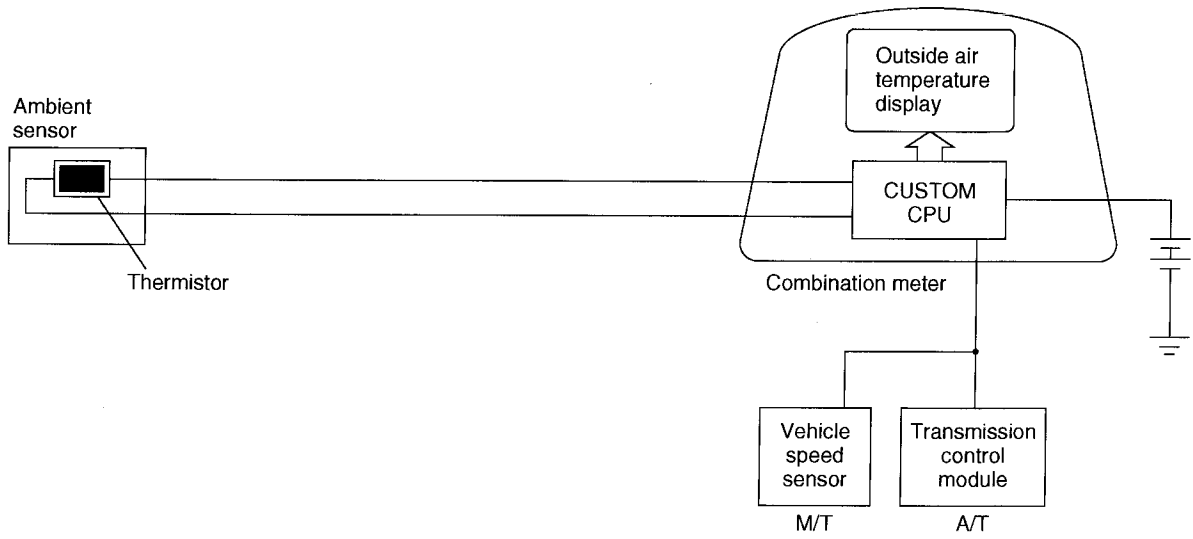 Outside air
temperature
display
Ambient
sensor
CUSTOM
CPU
Thermistor
Combination meter
Vehicle
speed
sensor
Transmission
control
module
M/T
A/T